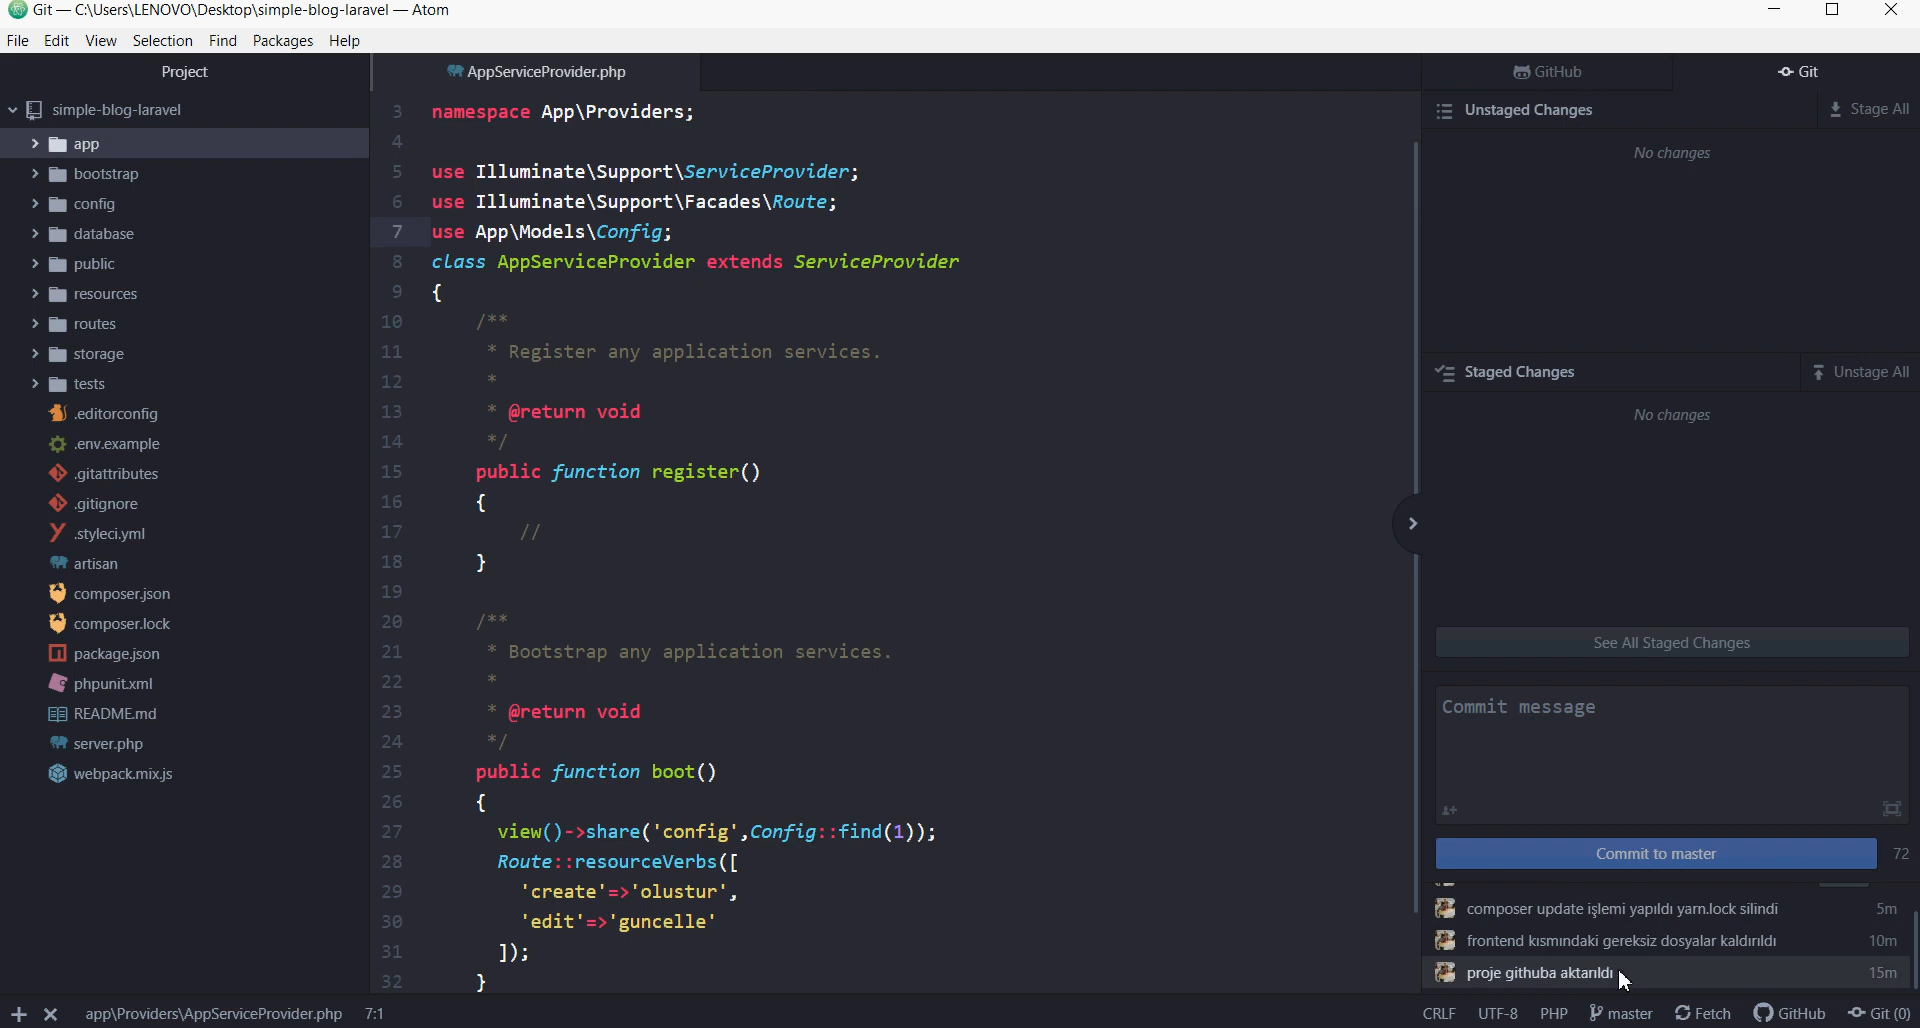 Git — C:\Users\LENOVO\Desktop\simple-blog-laravel — Atom
File Edit View Selection Find Packages Help
Project
simple-blog-laravel
app
bootstrap
config
database
public
resources
routes
storage
tests
.editorconfig
.env.example
.gitattributes
.gitignore
.styleci.yml
artisan
composer.json
composer.lock
package.json
phpunit.xml
README.md
server.php
webpack.mix.js
AppServiceProvider.php
3 namespace App\Providers;
4
5 use Illuminate\Support\ServiceProvider;
6 use Illuminate\Support\Facades\Route;
7 use App\Models\Config;
8 class AppServiceProvider extends ServiceProvider
9 {
10 /**
11 * Register any application services.
12 *
13 * @return void
14 */
15 public function register()
16 {
17 //
18 }
19
20 /**
21 * Bootstrap any application services.
22 *
23 * @return void
24 */
25 public function boot()
26 {
27 view()->share('config',Config::find(1));
28 Route::resourceVerbs([
29 'create'=>'olustur',
30 'edit'=>'guncelle'
31 ]);
32 }
GitHub Git
Unstaged Changes Stage All
No changes
Staged Changes Unstage All
No changes
See All Staged Changes
Commit message
Commit to master 72
composer update işlemi yapıldı yarn.lock silindi 5m
frontend kısmındaki gereksiz dosyalar kaldırıldı 10m
proje githuba aktarıldı 15m
app\Providers\AppServiceProvider.php 7:1 CRLF UTF-8 PHP master Fetch GitHub Git (0)